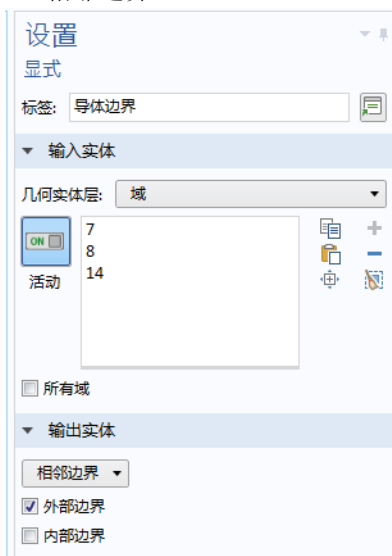 设置
显式
标签: 导体边界
输入实体
几何实体层: 域
ON
活动
7
8
14
所有域
输出实体
相邻边界
外部边界
内部边界